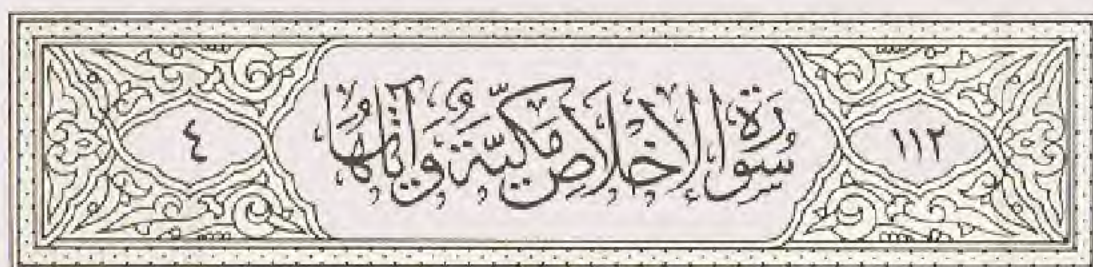 ١١٢ سُورَةُ الإِخْلَاصِ مَكِّيَّةٌ وَآيَاتُهَا ٤